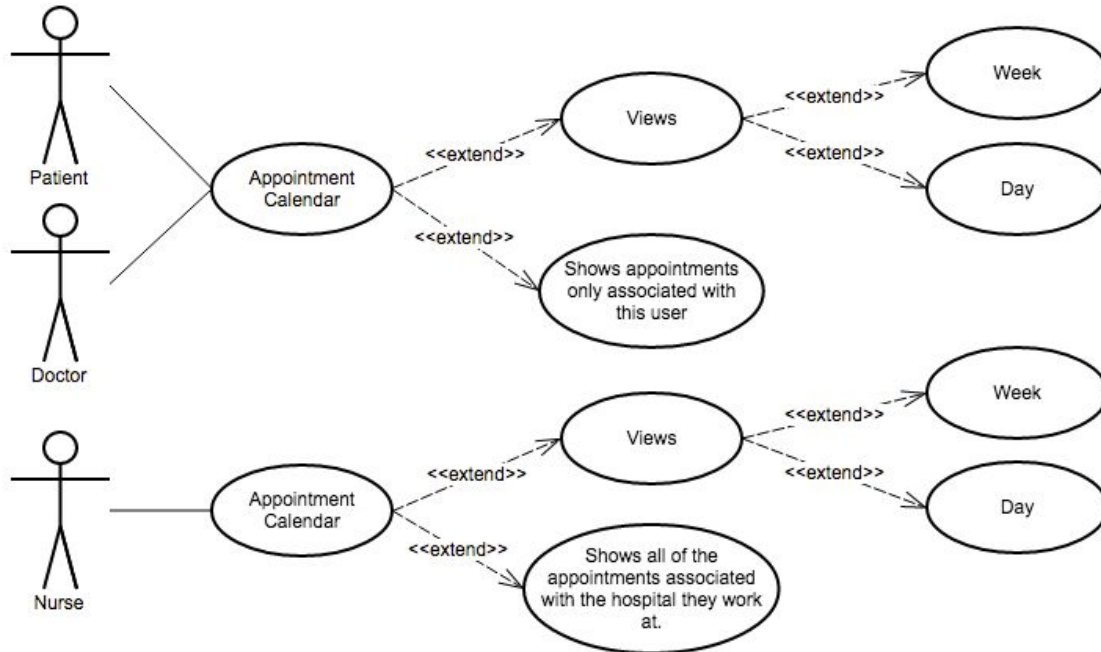 Week
<<extend>>
Views
<<extend>>
<<extend>>
Patient
Appointment
Calendar
Day
<<extend>>
Shows appointments
only associated with
this user
Doctor
Week
<<extend>>
Views
<<extend>>
<<extend>>
Appointment
Calendar
Day
<<extend>>
Shows all of the
appointments associated
with the hospital they work
at.
Nurse